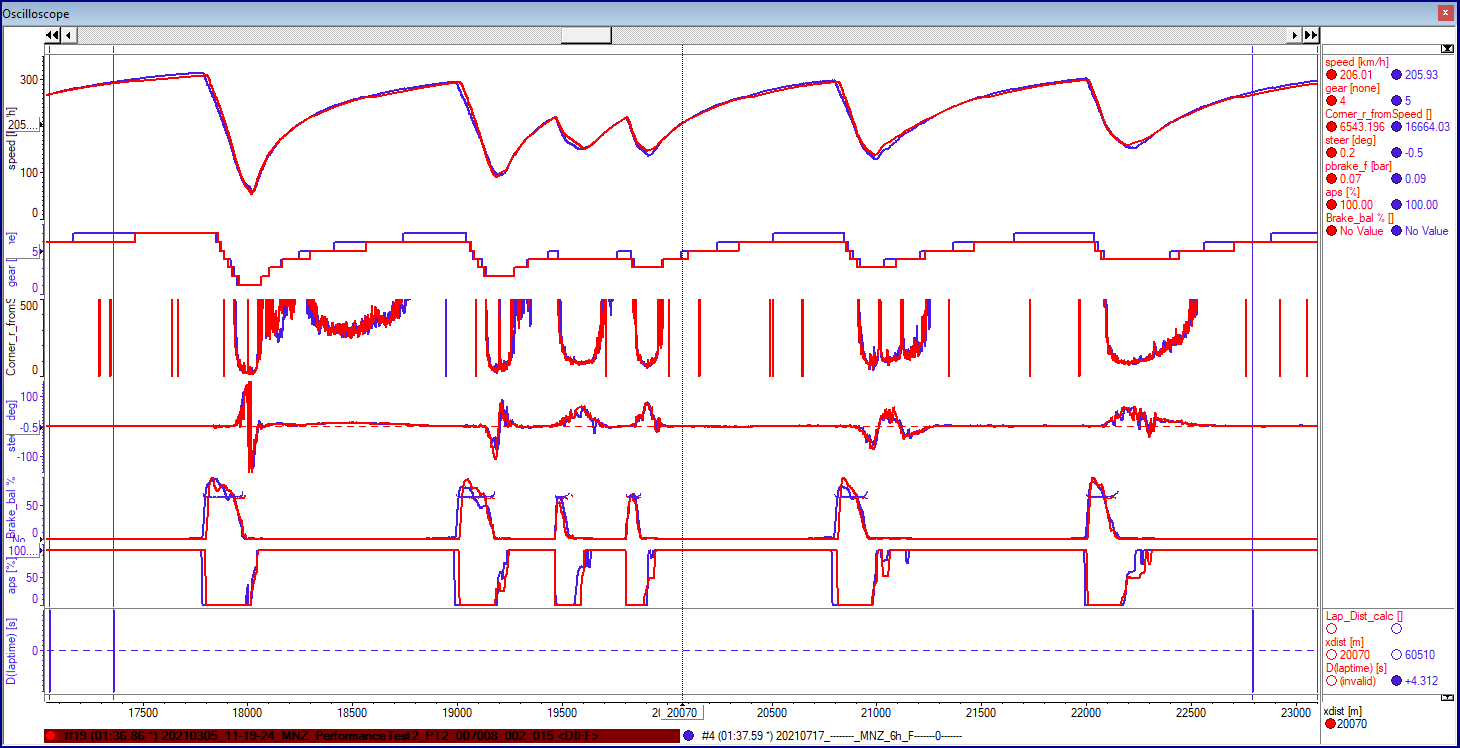 Oscilloscope
x
speed [km/h]
206.01 205.93
gear [none]
4 5
Corner_r_fromSpeed []
6543.196 16664.03
steer [deg]
0.2 -0.5
pbrake_f [bar]
0.07 0.09
aps [%]
100.00 100.00
Brake_bal % []
No Value No Value
300
205....
100
0
5
gear [
0
500
Corner_fromS
0
100
-0.5
-100
deg]
Brake_bal %
50
0
100....
aps [%]
50
0
D(laptime) [s]
0
Lap_Dist_calc []
xdist [m]
20070 60510
D(laptime) [s]
(invalid) +4.312
17500 18000 18500 19000 19500 20070 20500 21000 21500 22000 22500 23000
xdist [m]
20070
#19 (01:36.86 *) 20210305_11-19-24_MNZ_PerformanceTest2_PT2_007008_002_015 <DIFF>
#4 (01:37.59 *) 20210717_--------_MNZ_6h_F------0------